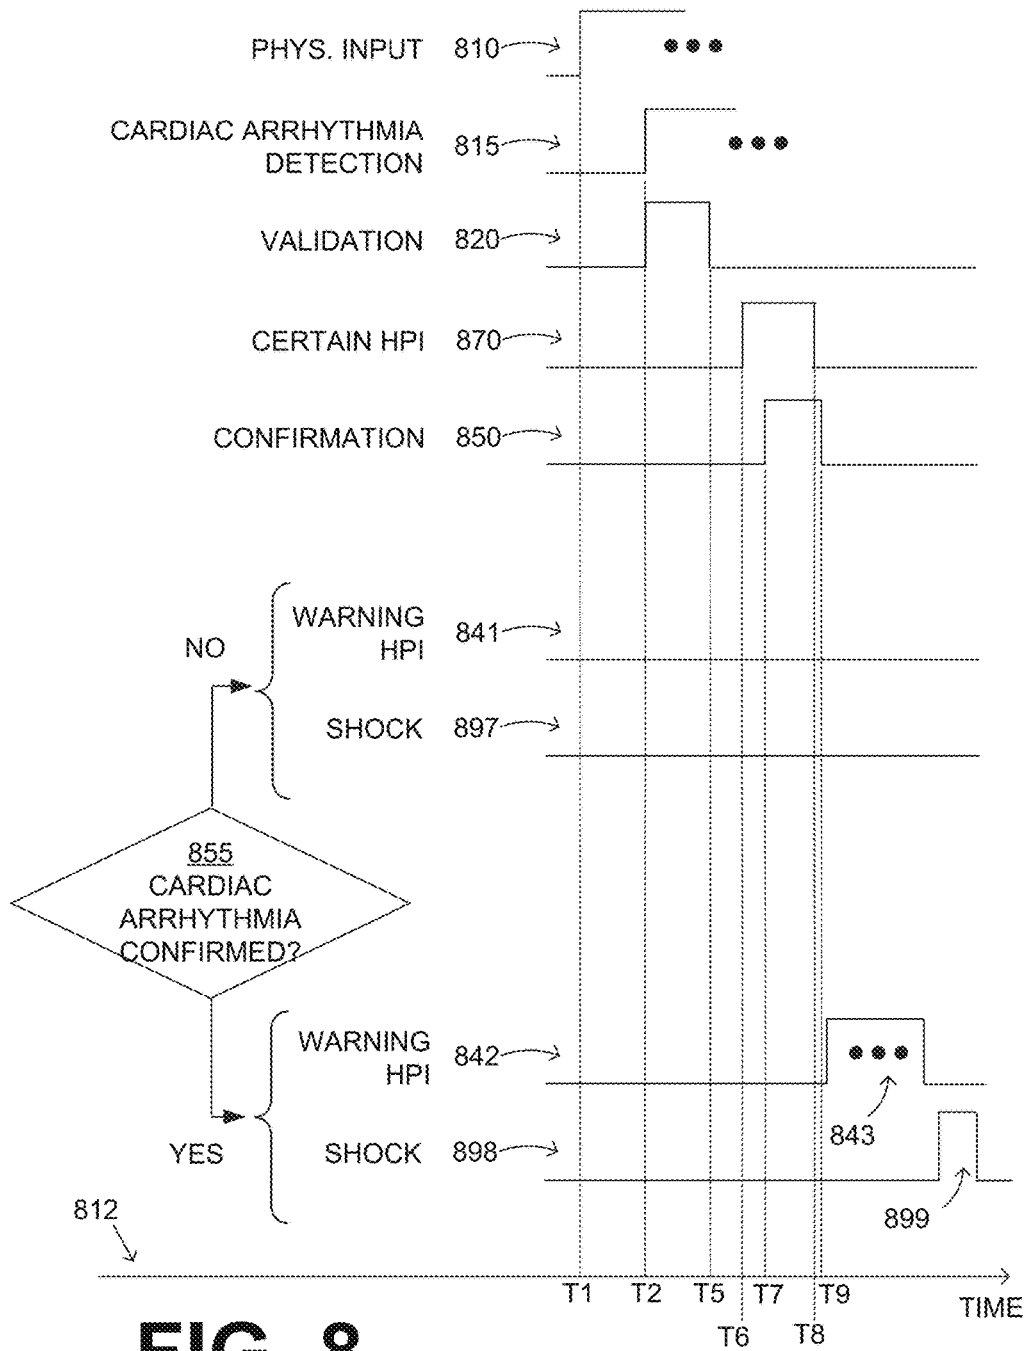 PHYS. INPUT 810
CARDIAC ARRHYTHMIA
DETECTION 815
VALIDATION 820
CERTAIN HPI 870
CONFIRMATION 850
WARNING
HPI 841
NO
SHOCK 897
855
CARDIAC
ARRHYTHMIA
CONFIRMED?
WARNING
HPI 842
843
YES
SHOCK 898
899
812
T1 T2 T5 T7 T9
TIME
T6 T8
FIG. 8